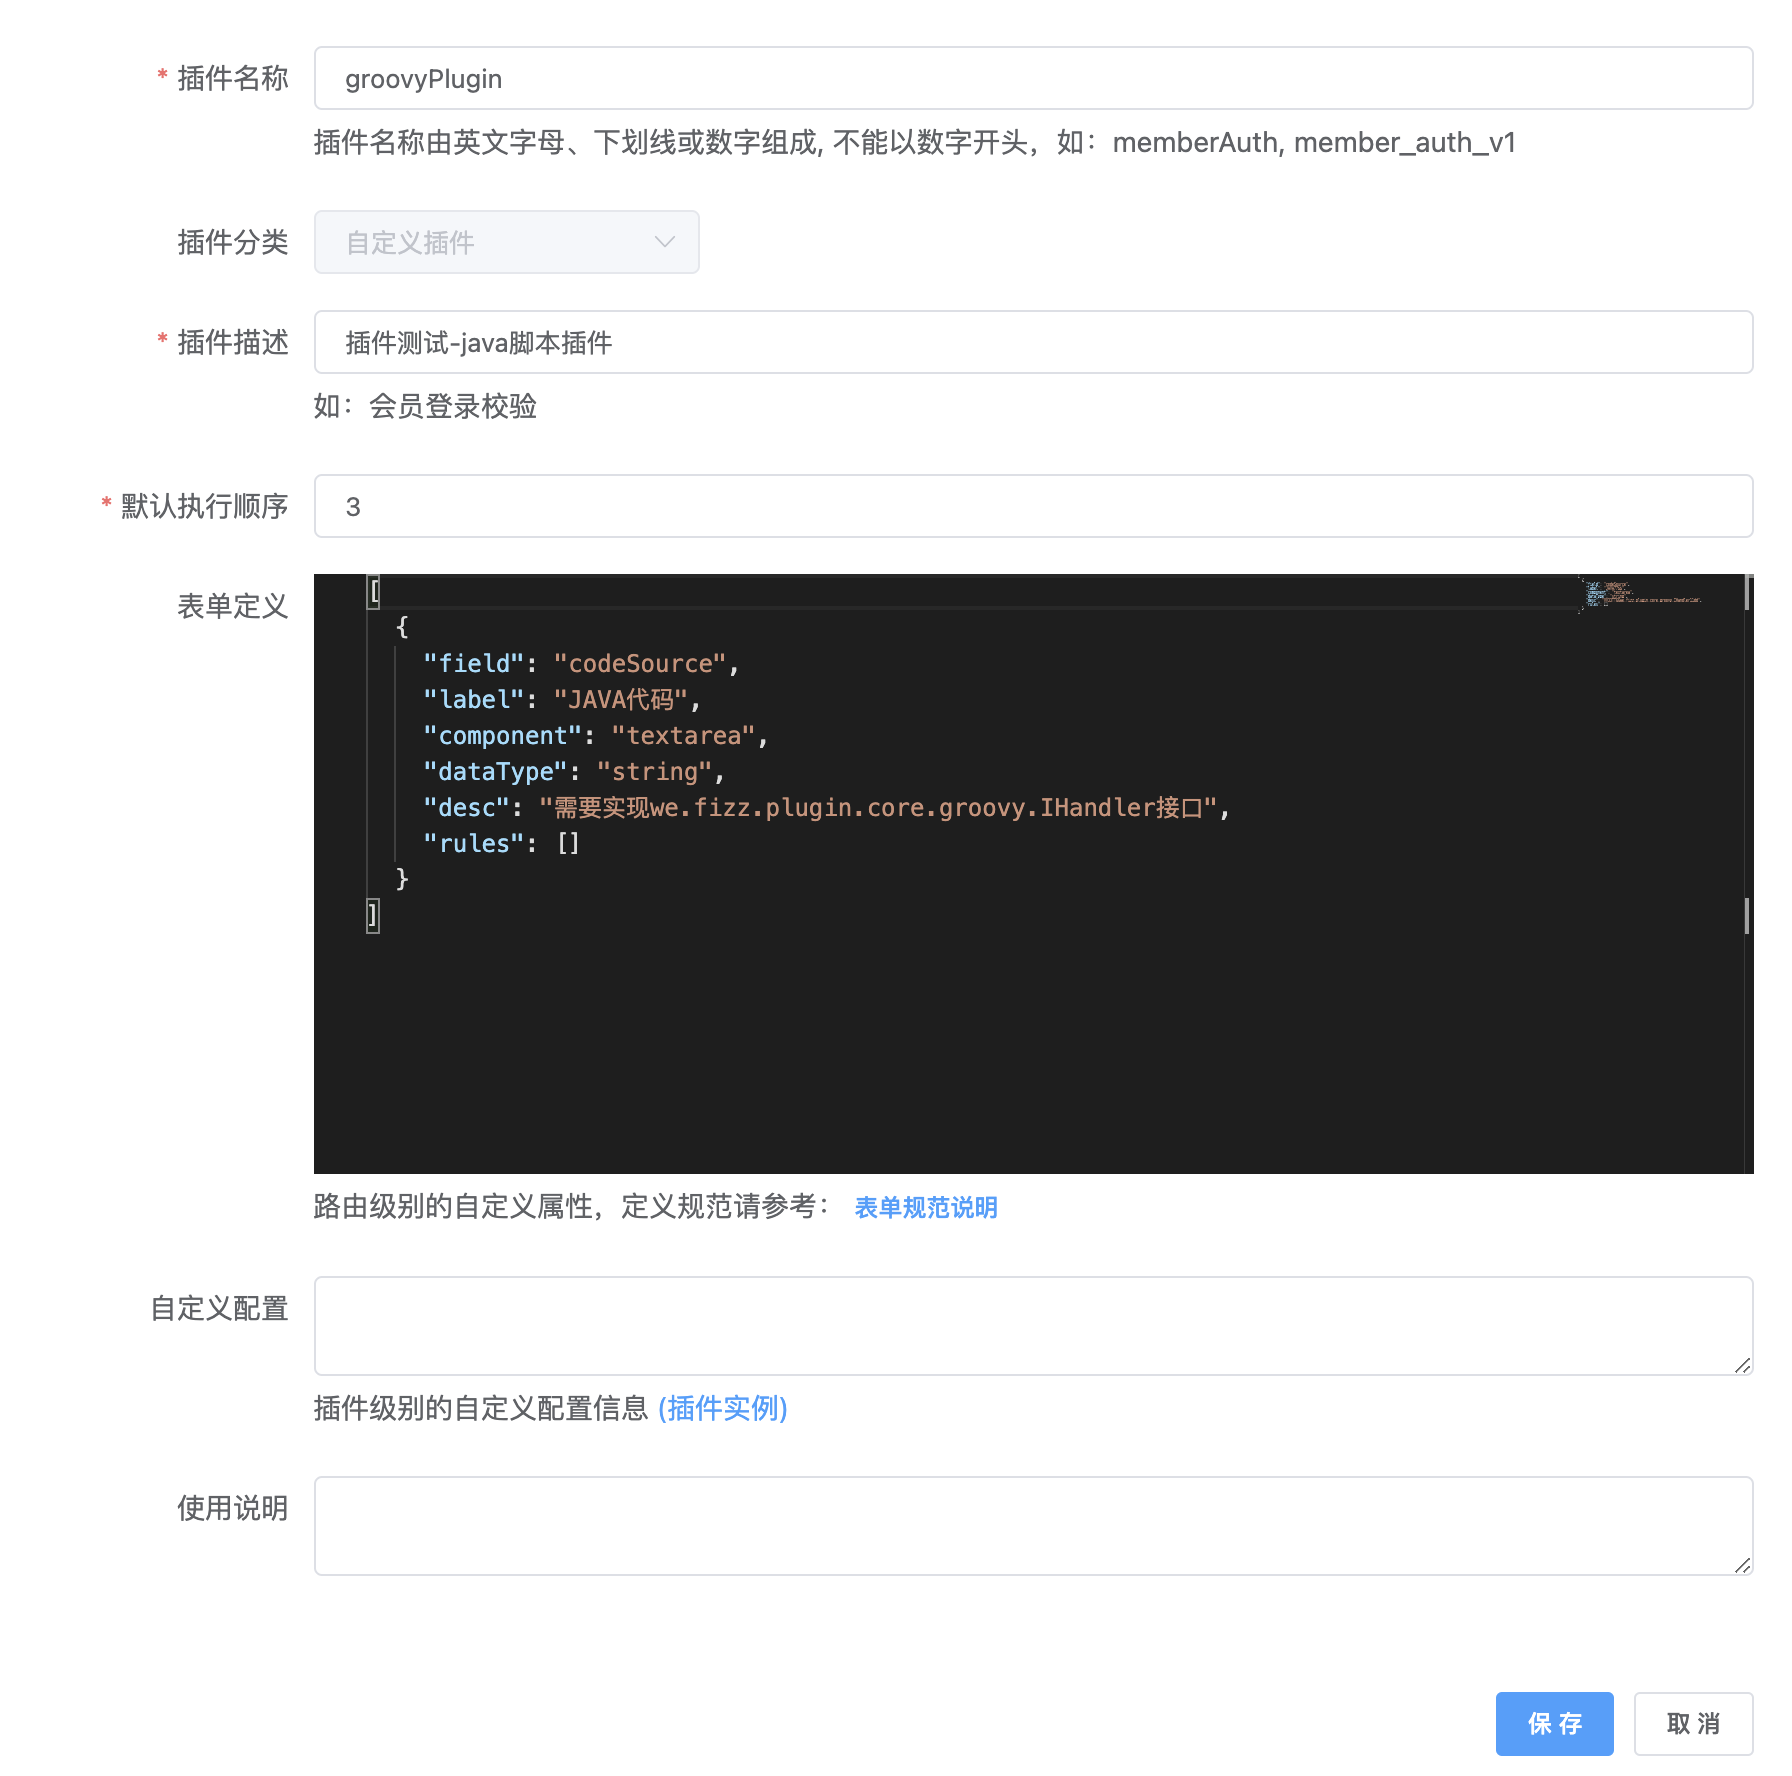 * 插件名称
groovyPlugin
插件名称由英文字母、下划线或数字组成, 不能以数字开头，如：memberAuth, member_auth_v1
插件分类
自定义插件
* 插件描述
插件测试-java脚本插件
如：会员登录校验
* 默认执行顺序
3
表单定义
[
{
"field": "codeSource",
"label": "JAVA代码",
"component": "textarea",
"dataType": "string",
"desc": "需要实现we.fizz.plugin.core.groovy.IHandler接口",
"rules": []
}
]
路由级别的自定义属性，定义规范请参考： 表单规范说明
自定义配置
插件级别的自定义配置信息 (插件实例)
使用说明
保存
取消